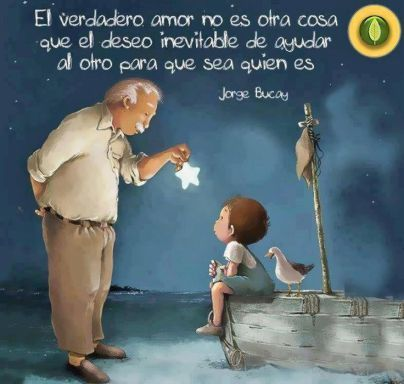 El verdadero amor no es otra cosa
que el deseo inevitable de ayudar
al otro para que sea quien es
Jorge Bucay